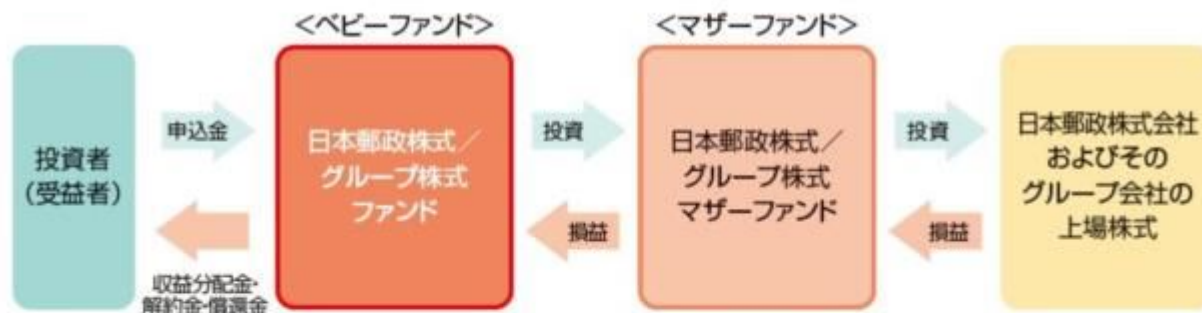 <ベビーファンド>
<マザーファンド>
投資者
(受益者)
申込金
収益分配金・
解約金・償還金
日本郵政株式/
グループ株式
ファンド
投資
損益
日本郵政株式/
グループ株式
マザーファンド
投資
損益
日本郵政株式会社
およびその
グループ会社の
上場株式